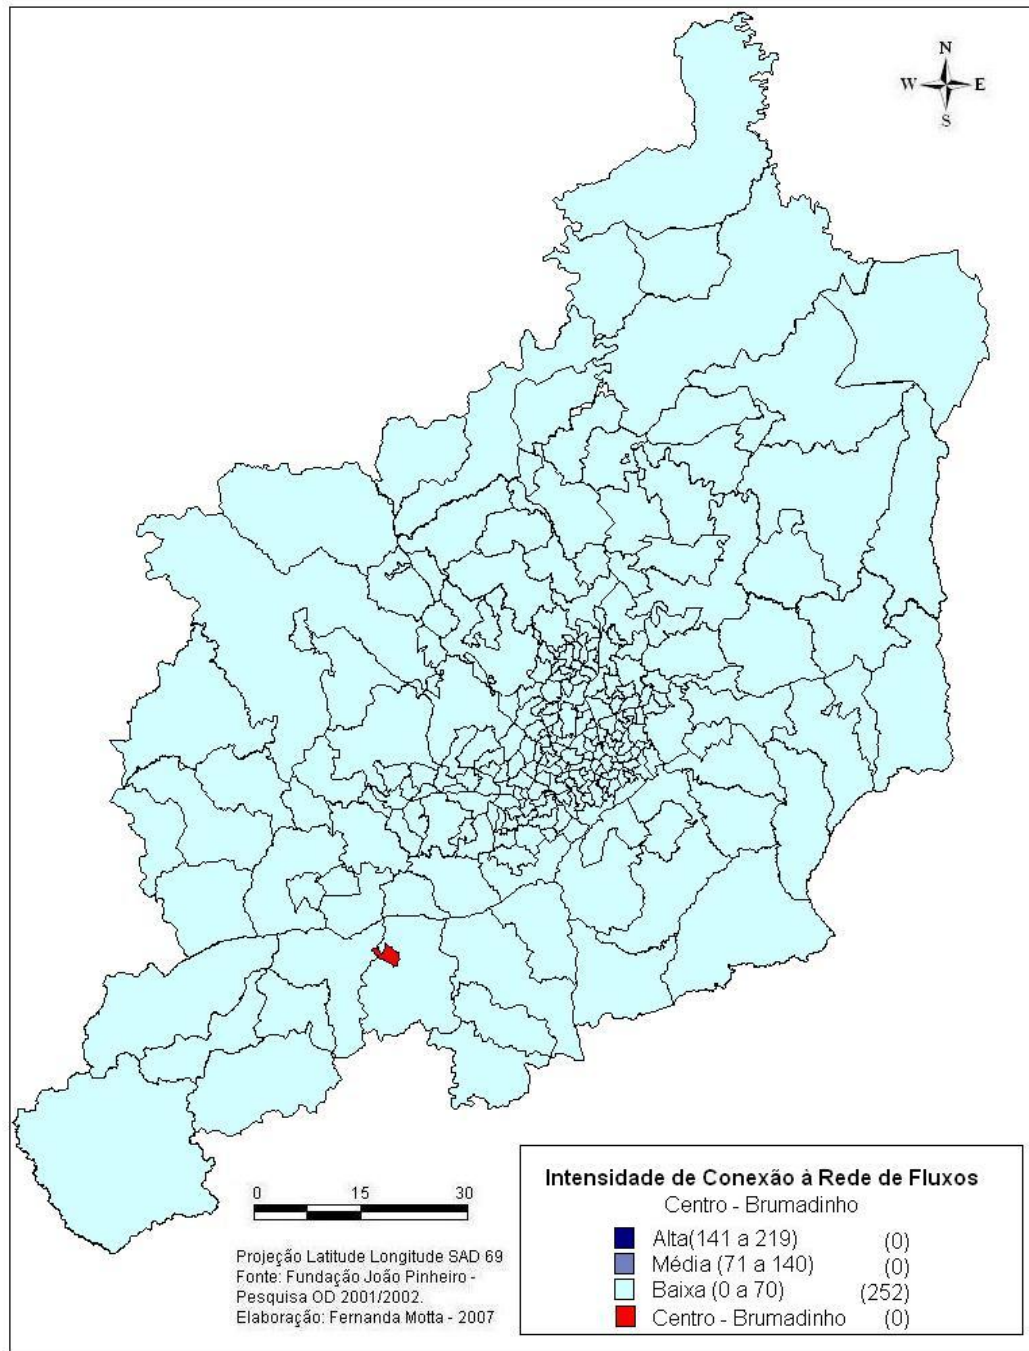 N
W E
S
Intensidade de Conexão à Rede de Fluxos
Centro - Brumadinho
Alta(141 a 219) (0)
Média (71 a 140) (0)
Baixa (0 a 70) (252)
Centro - Brumadinho (0)
0 15 30
Projeção Latitude Longitude SAD 69
Fonte: Fundação João Pinheiro -
Pesquisa OD 2001/2002.
Elaboração: Fernanda Motta - 2007